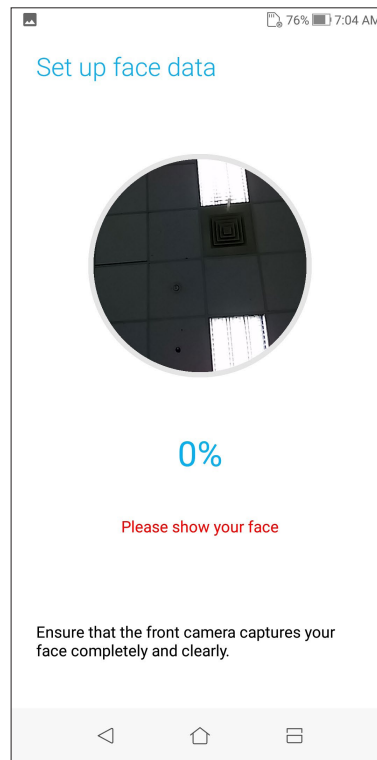 76% 7:04 AM
Set up face data
0%
Please show your face
Ensure that the front camera captures your
face completely and clearly.